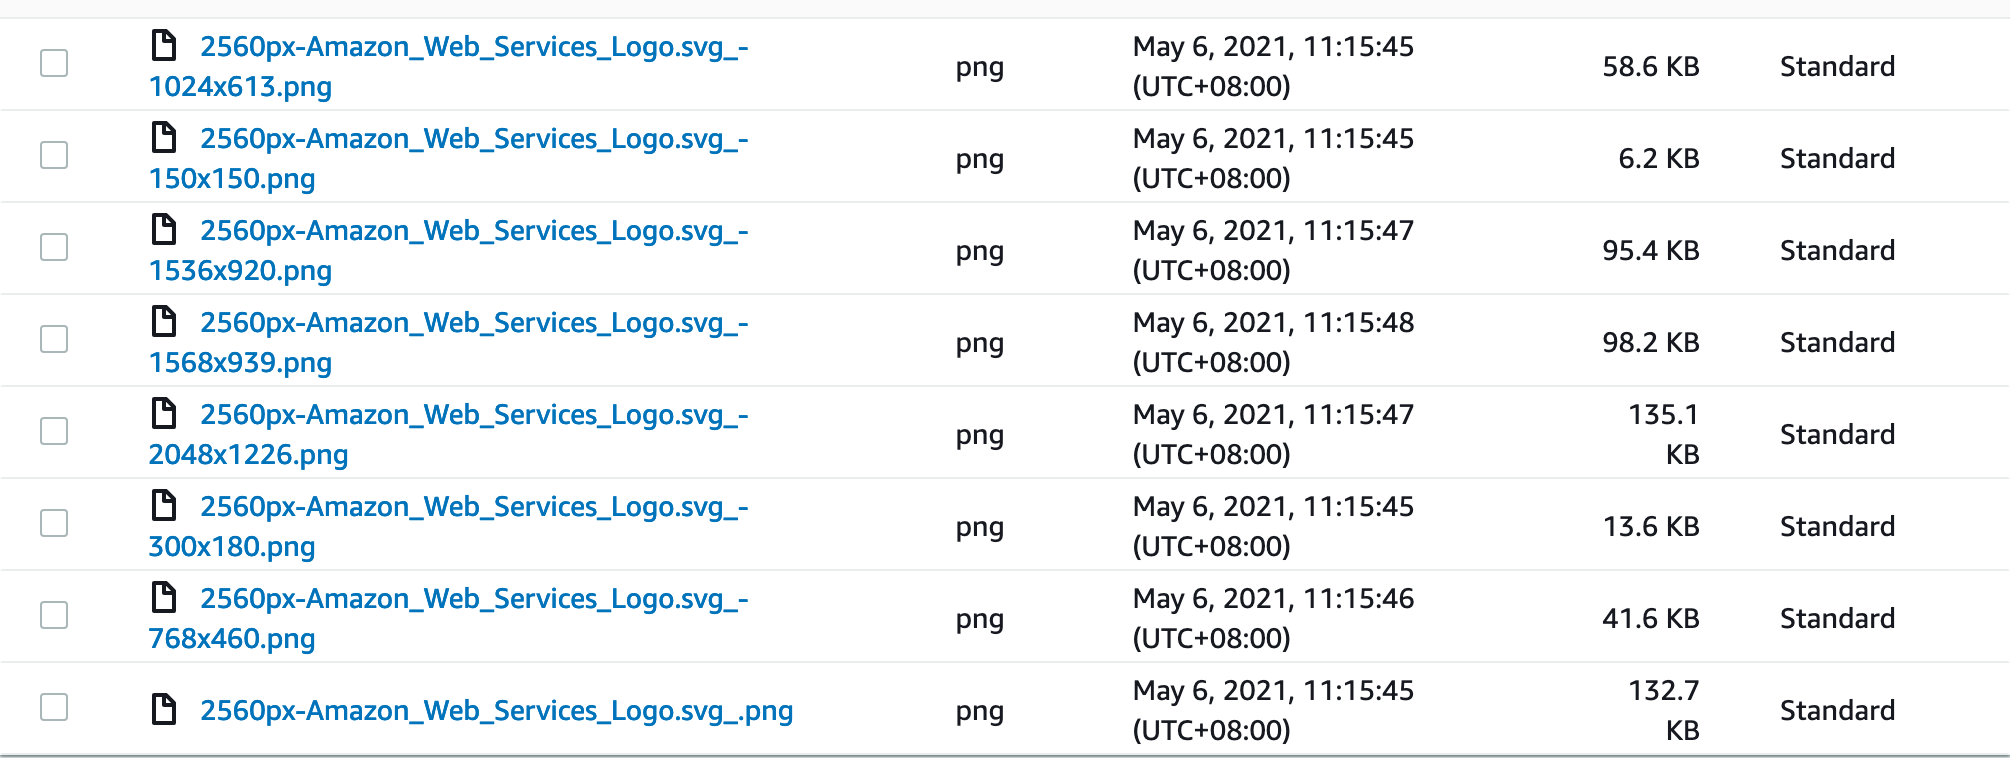 2560px-Amazon_Web_Services_Logo.svg_-
1024x613.png
png
May 6, 2021, 11:15:45
(UTC+08:00)
58.6 KB
Standard
2560px-Amazon_Web_Services_Logo.svg_-
150x150.png
png
May 6, 2021, 11:15:45
(UTC+08:00)
6.2 KB
Standard
2560px-Amazon_Web_Services_Logo.svg_-
1536x920.png
png
May 6, 2021, 11:15:47
(UTC+08:00)
95.4 KB
Standard
2560px-Amazon_Web_Services_Logo.svg_-
1568x939.png
png
May 6, 2021, 11:15:48
(UTC+08:00)
98.2 KB
Standard
2560px-Amazon_Web_Services_Logo.svg_-
2048x1226.png
png
May 6, 2021, 11:15:47
(UTC+08:00)
135.1
KB
Standard
2560px-Amazon_Web_Services_Logo.svg_-
300x180.png
png
May 6, 2021, 11:15:45
(UTC+08:00)
13.6 KB
Standard
2560px-Amazon_Web_Services_Logo.svg_-
768x460.png
png
May 6, 2021, 11:15:46
(UTC+08:00)
41.6 KB
Standard
2560px-Amazon_Web_Services_Logo.svg_.png
png
May 6, 2021, 11:15:45
(UTC+08:00)
132.7
KB
Standard